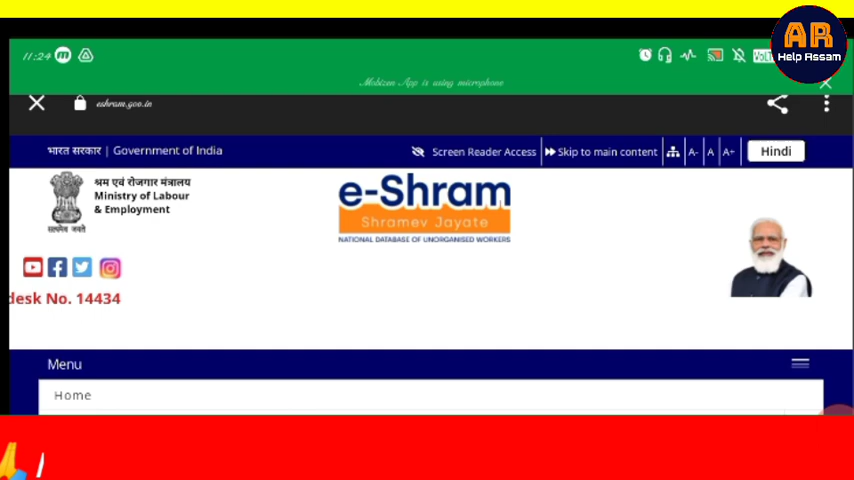 AR
Help Assam
11:24
VoLTE
Mobizen App is using microphone
eshram.gov.in
भारत सरकार | Government of India
Screen Reader Access
Skip to main content
A-
A
A+
Hindi
श्रम एवं रोजगार मंत्रालय
Ministry of Labour
& Employment
सत्यमेव जयते
e-Shram
Shramev Jayate
NATIONAL DATABASE OF UNORGANISED WORKERS
desk No. 14434
Menu
Home